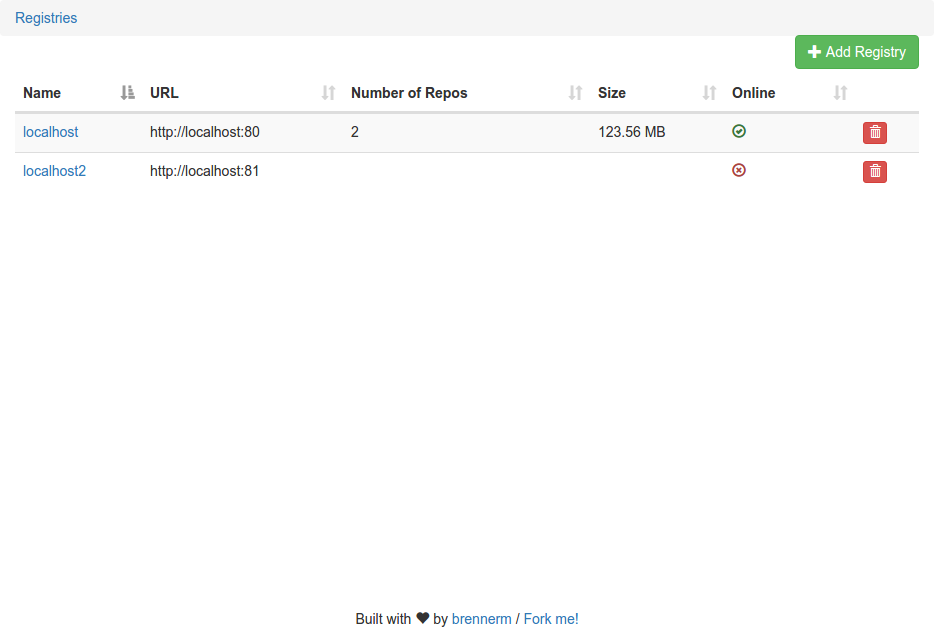 Registries
Add Registry
Name URL Number of Repos Size Online
localhost http://localhost:80 2 123.56 MB
localhost2 http://localhost:81
Built with ♥ by brennerm / Fork me!